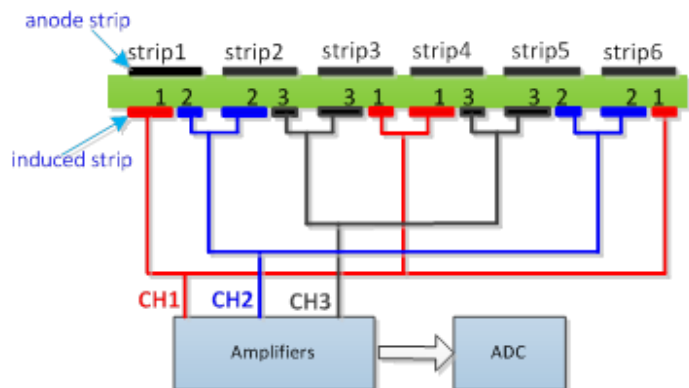 anode strip
strip1 strip2 strip3 strip4 strip5 strip6
1 2 2 3 3 1 1 3 3 2 2 1
induced strip
CH1 CH2 CH3
Amplifiers ADC